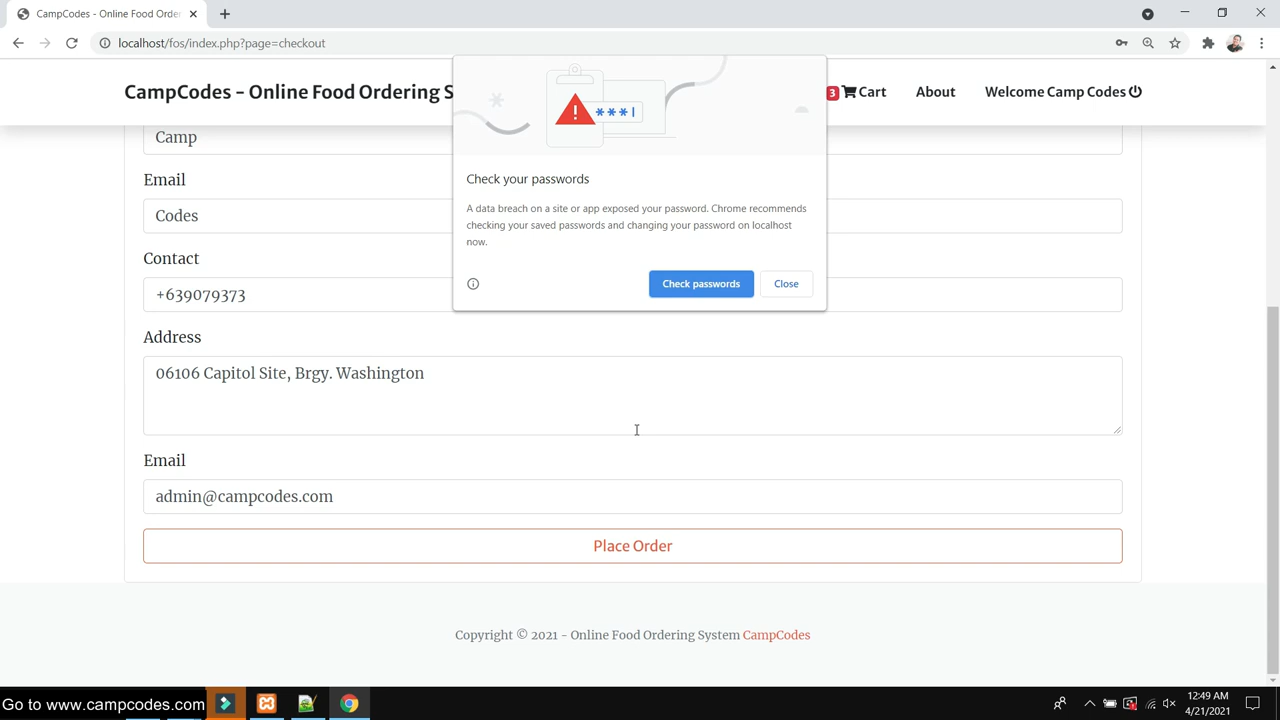 CampCodes - Online Food Order
localhost/fos/index.php?page=checkout
CampCodes - Online Food Ordering S
3 Cart
About
Welcome Camp Codes
Camp
Email
Codes
Contact
+639079373
Address
06106 Capitol Site, Brgy. Washington
Email
admin@campcodes.com
Place Order
***
Check your passwords
A data breach on a site or app exposed your password. Chrome recommends
checking your saved passwords and changing your password on localhost
now.
Check passwords
Close
Copyright © 2021 - Online Food Ordering System CampCodes
Go to www.campcodes.com
12:49 AM
4/21/2021